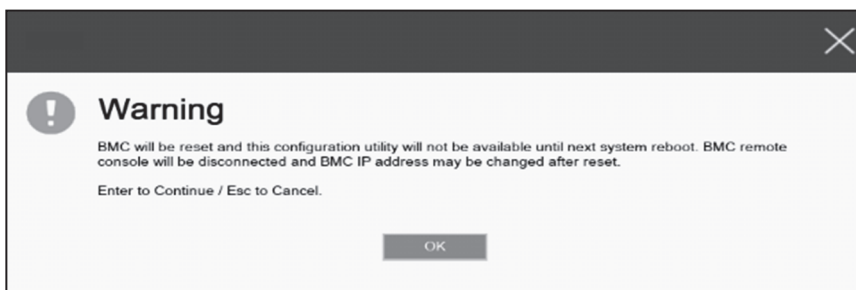 Warning
BMC will be reset and this configuration utility will not be available until next system reboot. BMC remote
console will be disconnected and BMC IP address may be changed after reset.
Enter to Continue / Esc to Cancel.
OK